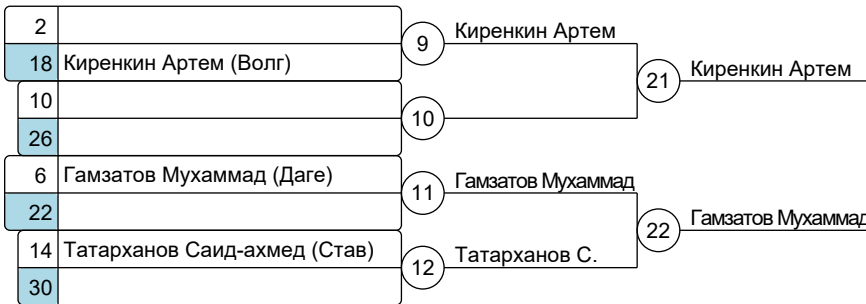 2
9
Киренкин Артем
18 Киренкин Артем (Волг)
21
Киренкин Артем
10
10
26
6 Гамзатов Мухаммад (Даге)
11
Гамзатов Мухаммад
22
22
Гамзатов Мухаммад
14 Татарханов Саид-ахмед (Став)
12
Татарханов С.
30